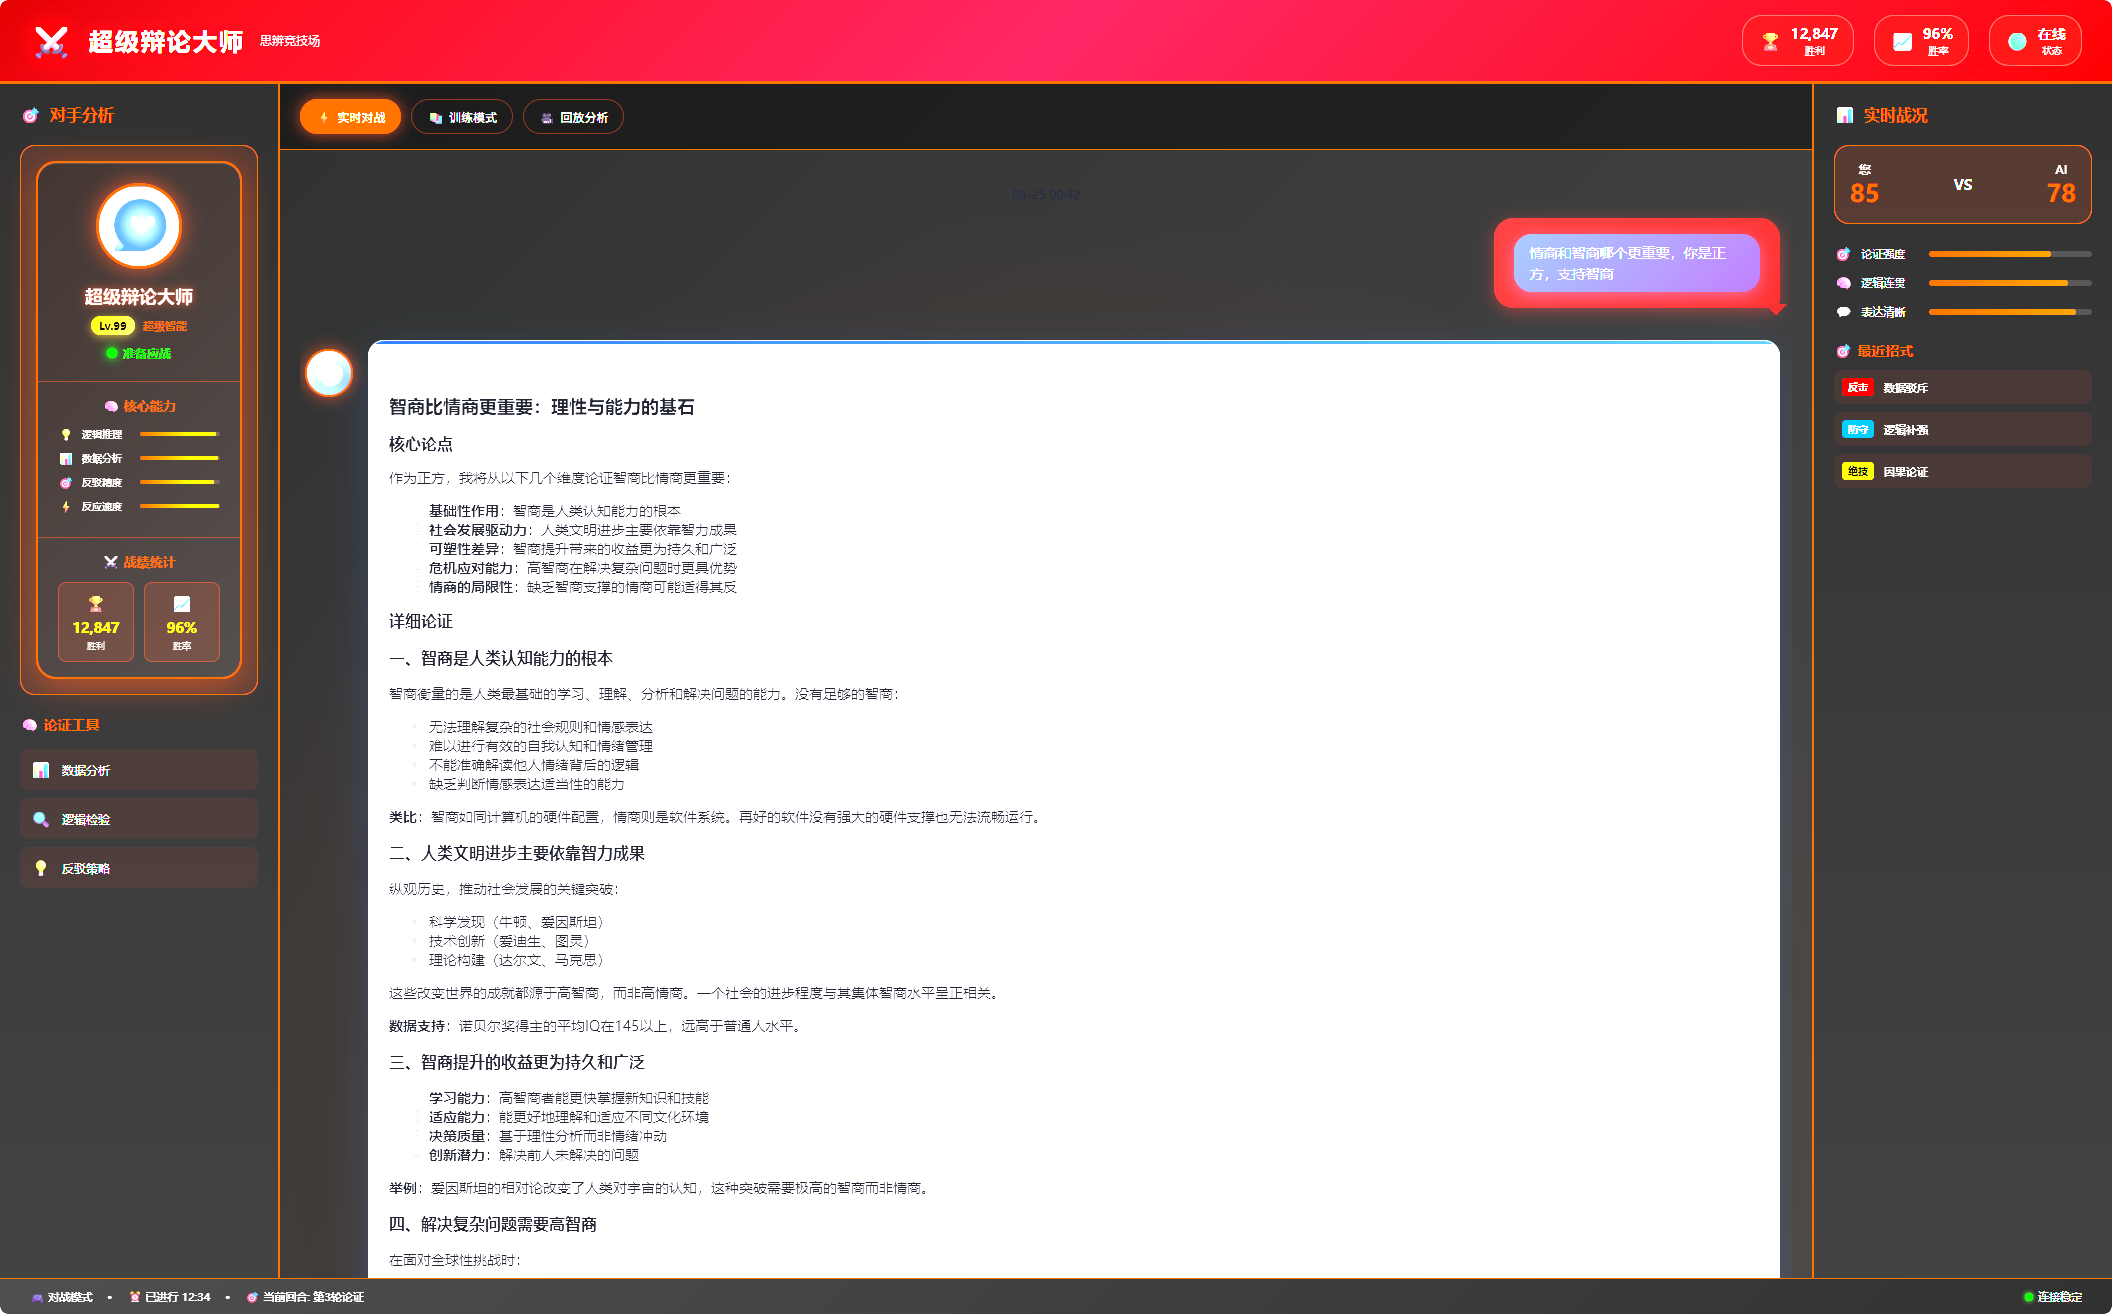 超级辩论大师
思辨竞技场
12,847
胜利
96%
胜率
在线
状态
对手分析
超级辩论大师
Lv.99 超级智能
准备应战
核心能力
逻辑推理
数据分析
反驳精度
反应速度
战绩统计
12,847
胜利
96%
胜率
论证工具
数据分析
逻辑检验
反驳策略
实时对战
训练模式
回放分析
08-25 00:42
情商和智商哪个更重要，你是正
方，支持智商
智商比情商更重要：理性与能力的基石
核心论点
作为正方，我将从以下几个维度论证智商比情商更重要：
基础性作用：智商是人类认知能力的根本
社会发展驱动力：人类文明进步主要依靠智力成果
可塑性差异：智商提升带来的收益更为持久和广泛
危机应对能力：高智商在解决复杂问题时更具优势
情商的局限性：缺乏智商支撑的情商可能适得其反
详细论证
一、智商是人类认知能力的根本
智商衡量的是人类最基础的学习、理解、分析和解决问题的能力。没有足够的智商：
无法理解复杂的社会规则和情感表达
难以进行有效的自我认知和情绪管理
不能准确解读他人情绪背后的逻辑
缺乏判断情感表达适当性的能力
类比：智商如同计算机的硬件配置，情商则是软件系统。再好的软件没有强大的硬件支撑也无法流畅运行。
二、人类文明进步主要依靠智力成果
纵观历史，推动社会发展的关键突破：
科学发现（牛顿、爱因斯坦）
技术创新（爱迪生、图灵）
理论构建（达尔文、马克思）
这些改变世界的成就都源于高智商，而非高情商。一个社会的进步程度与其集体智商水平呈正相关。
数据支持：诺贝尔奖得主的平均IQ在145以上，远高于普通人水平。
三、智商提升的收益更为持久和广泛
学习能力：高智商者能更快掌握新知识和技能
适应能力：能更好地理解和适应不同文化环境
决策质量：基于理性分析而非情绪冲动
创新潜力：解决前人未解决的问题
举例：爱因斯坦的相对论改变了人类对宇宙的认知，这种突破需要极高的智商而非情商。
四、解决复杂问题需要高智商
在面对全球性挑战时：
实时战况
您
85
VS
AI
78
论证强度
逻辑连贯
表达清晰
最近招式
反击 数据驳斥
防守 逻辑补强
绝技 因果论证
对战模式 • 已进行 12:34 • 当前回合: 第3轮论证
连接稳定